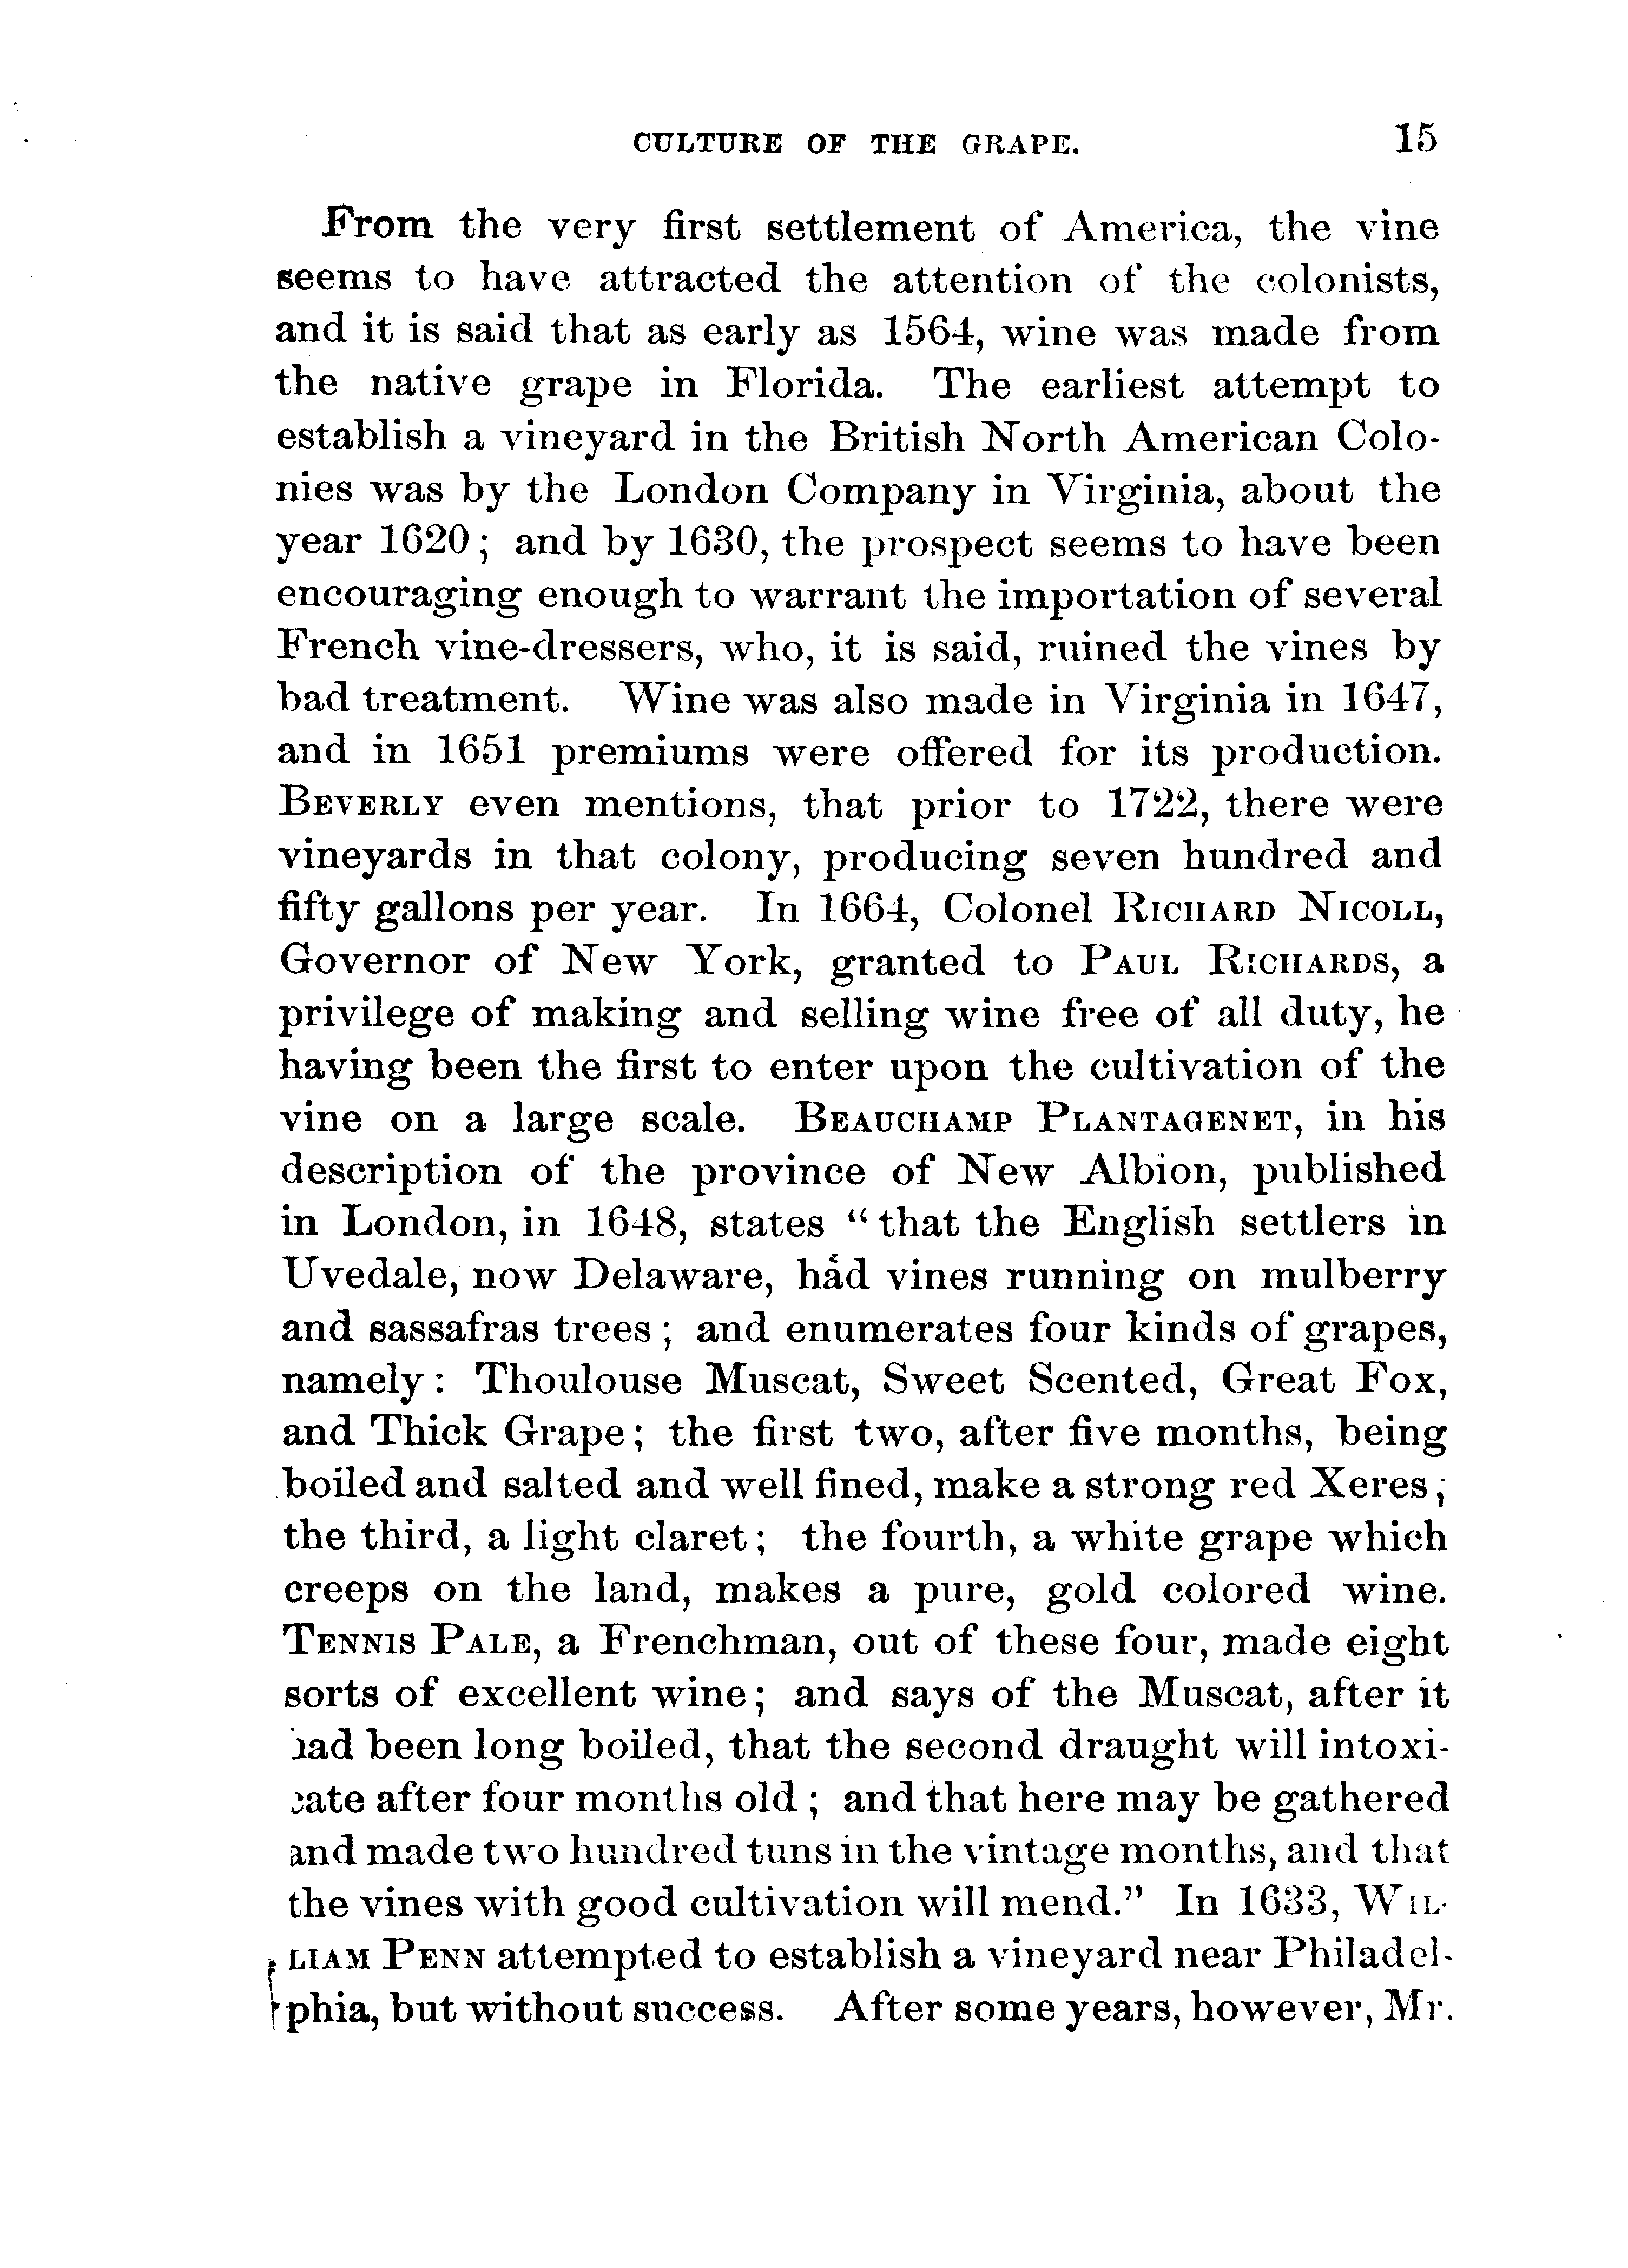 CULTURE OF THE GRAPE. 15
From the very first settlement of America, the vine
seems to have attracted the attention of the colonists,
and it is said that as early as 1564, wine was made from
the native grape in Florida. The earliest attempt to
establish a vineyard in the British North American Colo-
nies was by the London Company in Virginia, about the
year 1620; and by 1630, the prospect seems to have been
encouraging enough to warrant the importation of several
French vine-dressers, who, it is said, ruined the vines by
bad treatment. Wine was also made in Virginia in 1647,
and in 1651 premiums were offered for its production.
BEVERLY even mentions, that prior to 1722, there were
vineyards in that colony, producing seven hundred and
fifty gallons per year. In 1664, Colonel RICHARD NICOLL,
Governor of New York, granted to PAUL RICHARDS, a
privilege of making and selling wine free of all duty, he
having been the first to enter upon the cultivation of the
vine on a large scale. BEAUCHAMP PLANTAGENET, in his
description of the province of New Albion, published
in London, in 1648, states "that the English settlers in
Uvedale, now Delaware, had vines running on mulberry
and sassafras trees; and enumerates four kinds of grapes,
namely: Thoulouse Muscat, Sweet Scented, Great Fox,
and Thick Grape; the first two, after five months, being
boiled and salted and well fined, make a strong red Xeres;
the third, a light claret; the fourth, a white grape which
creeps on the land, makes a pure, gold colored wine.
TENNIS PALE, a Frenchman, out of these four, made eight
sorts of excellent wine; and says of the Muscat, after it
had been long boiled, that the second draught will intoxi-
cate after four months old; and that here may be gathered
and made two hundred tuns in the vintage months, and that
the vines with good cultivation will mend." In 1633, WIL-
LIAM PENN attempted to establish a vineyard near Philadel-
phia, but without success. After some years, however, Mr.